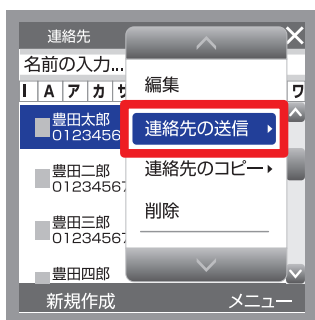 連絡先
名前の入力...
I A ア カ サ ワ
編集
豊田太郎
0123456
連絡先の送信
豊田二郎
01234567
連絡先のコピー
豊田三郎
01234567
削除
豊田四郎
新規作成 メニュー